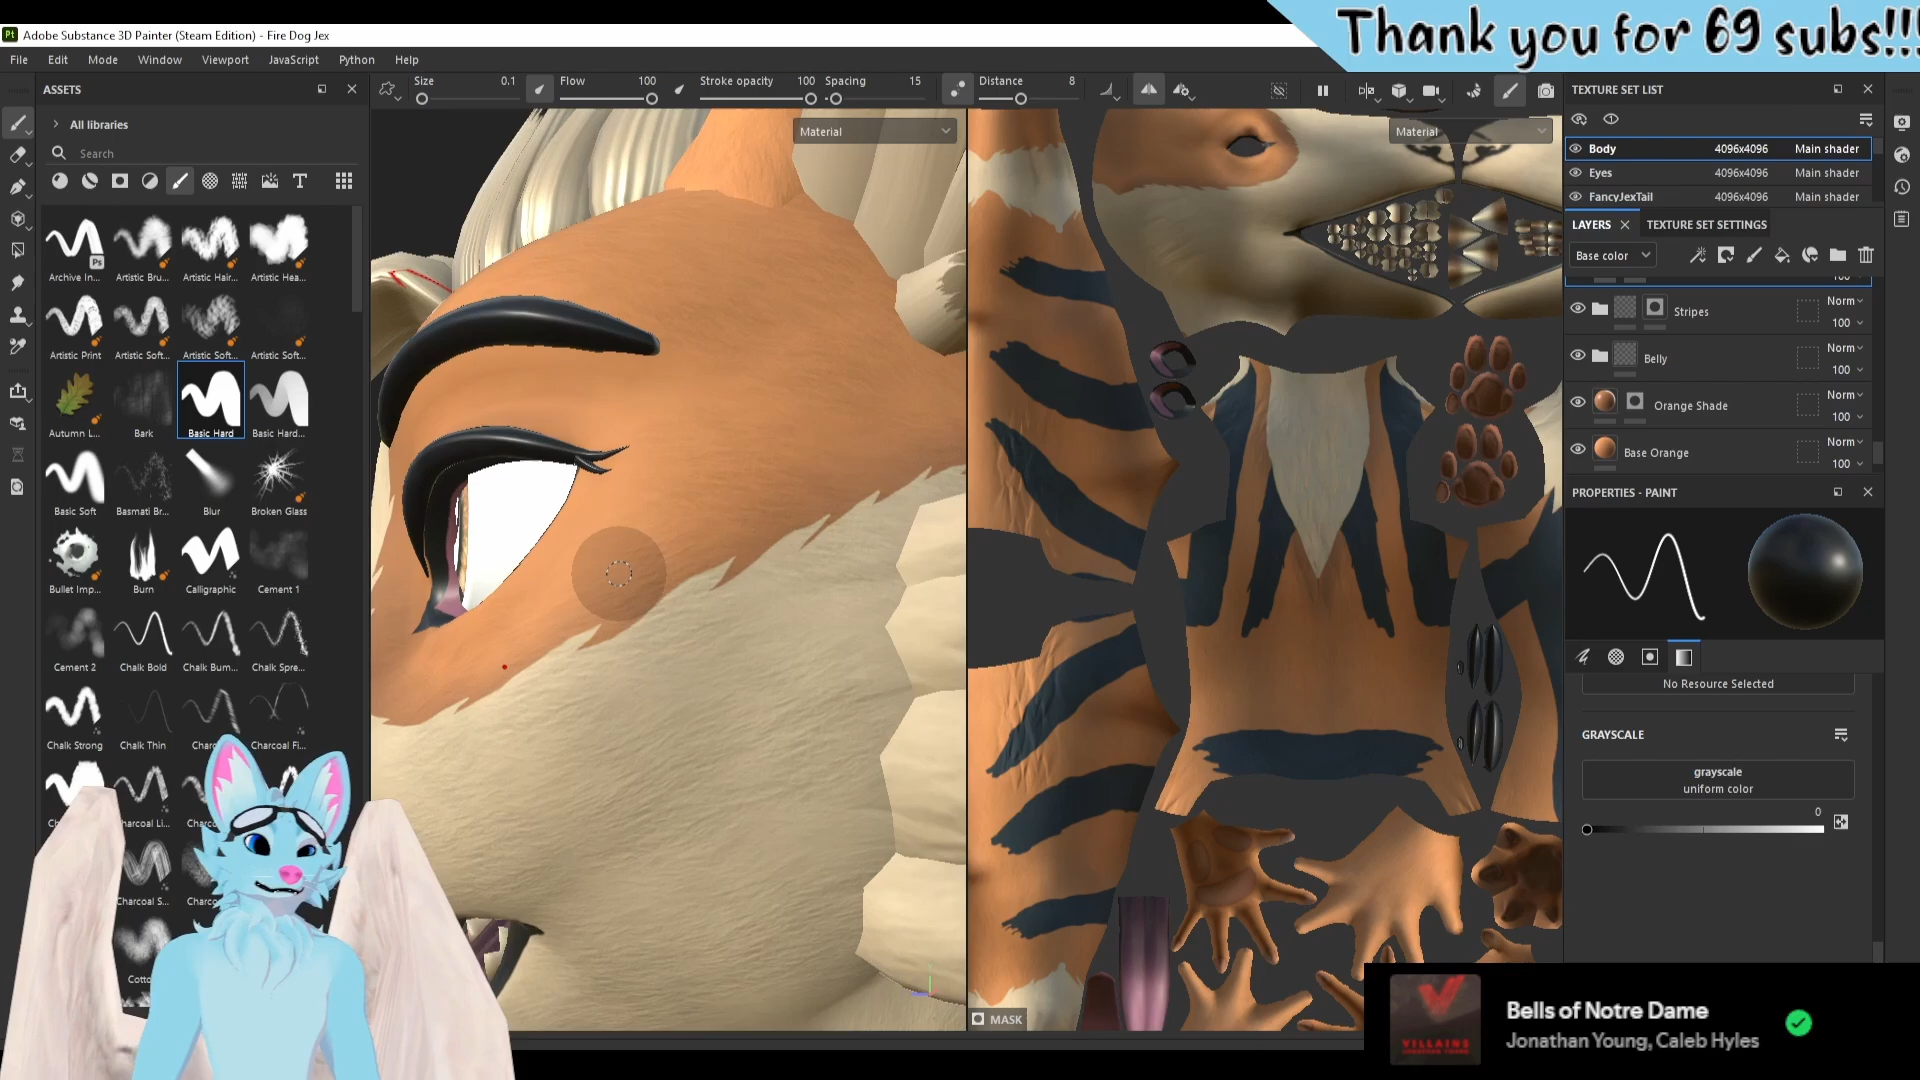 Adobe Substance 3D Painter (Steam Edition) - Fire Dog Jex
Thank you for 69 subs!!!
File Edit Mode Window Viewport JavaScript Python Help
ASSETS
Size 0.1 Flow 100 Stroke opacity 100 Spacing 15 Distance 8
TEXTURE SET LIST
All libraries
Search
Material
Material
Body 4096x4096 Main shader
Eyes 4096x4096 Main shader
FancyJexTail 4096x4096 Main shader
LAYERS TEXTURE SET SETTINGS
Base color
Archive In... Artistic Bru... Artistic Hair... Artistic Hea...
Artistic Print Artistic Soft... Artistic Soft... Artistic Soft...
Autumn L... Bark Basic Hard Basic Hard...
Basic Soft Basmati Br... Blur Broken Glass
Bullet Imp... Burn Calligraphic Cement 1
Cement 2 Chalk Bold Chalk Bum... Chalk Spre...
Chalk Strong Chalk Thin Charc Charcoal Fi...
Charcoal Li...
Charcoal S...
Cotto
Ps
100
Stripes Norm 100
Belly Norm 100
Orange Shade Norm 100
Base Orange Norm 100
PROPERTIES - PAINT
No Resource Selected
GRAYSCALE
grayscale
uniform color
0
MASK
VILLAINS
Bells of Notre Dame
Jonathan Young, Caleb Hyles